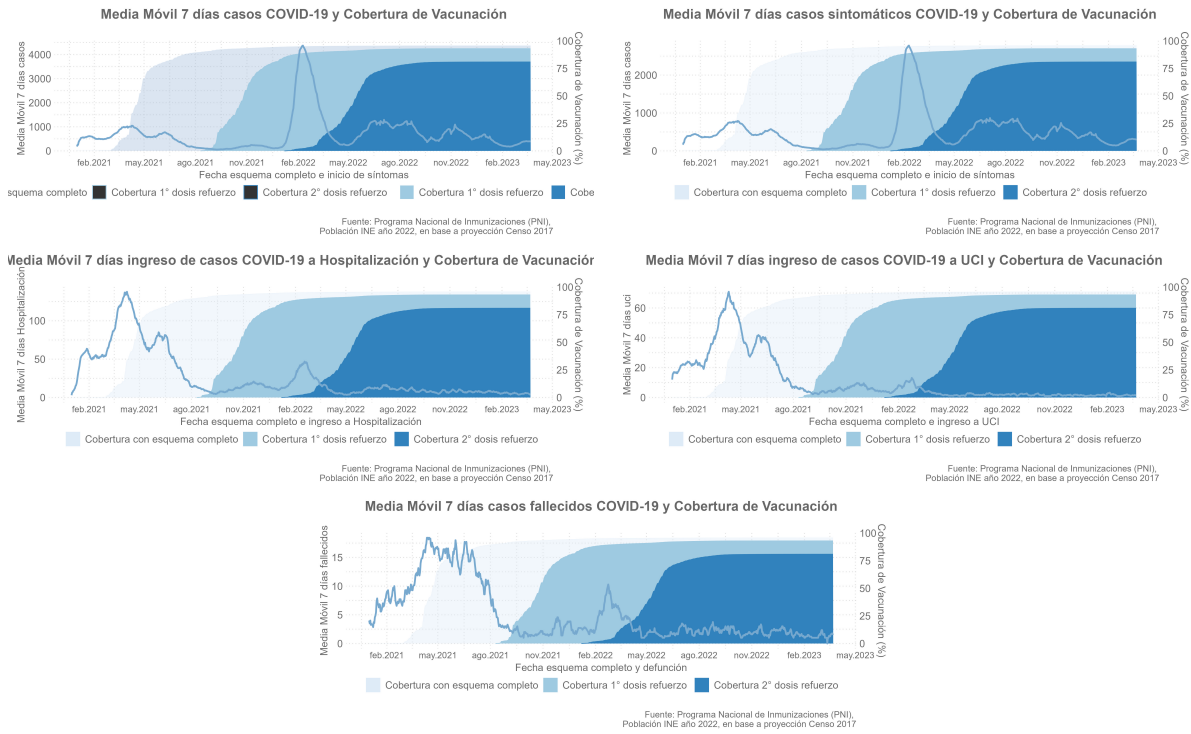 Media Móvil 7 días casos COVID-19 y Cobertura de Vacunación
Media Móvil 7 días casos
4000
3000
2000
1000
0
100
75
50
25
0
Cobertura de Vacunación (%)
feb.2021 may.2021 ago.2021 nov.2021 feb.2022 may.2022 ago.2022 nov.2022 feb.2023 may.2023
Fecha esquema completo e inicio de síntomas
squema completo Cobertura 1° dosis refuerzo Cobertura 2° dosis refuerzo Cobertura 1° dosis refuerzo Cobe
Fuente: Programa Nacional de Inmunizaciones (PNI),
Población INE año 2022, en base a proyección Censo 2017
Media Móvil 7 días casos sintomáticos COVID-19 y Cobertura de Vacunación
Media Móvil 7 días casos
2000
1000
0
100
75
50
25
0
Cobertura de Vacunación (%)
feb.2021 may.2021 ago.2021 nov.2021 feb.2022 may.2022 ago.2022 nov.2022 feb.2023 may.2023
Fecha esquema completo e inicio de síntomas
Cobertura con esquema completo Cobertura 1° dosis refuerzo Cobertura 2° dosis refuerzo
Fuente: Programa Nacional de Inmunizaciones (PNI),
Población INE año 2022, en base a proyección Censo 2017
Media Móvil 7 días ingreso de casos COVID-19 a Hospitalización y Cobertura de Vacunación
Media Móvil 7 días Hospitalización
100
50
0
100
75
50
25
0
Cobertura de Vacunación (%)
feb.2021 may.2021 ago.2021 nov.2021 feb.2022 may.2022 ago.2022 nov.2022 feb.2023 may.2023
Fecha esquema completo e ingreso a Hospitalización
Cobertura con esquema completo Cobertura 1° dosis refuerzo Cobertura 2° dosis refuerzo
Fuente: Programa Nacional de Inmunizaciones (PNI),
Población INE año 2022, en base a proyección Censo 2017
Media Móvil 7 días ingreso de casos COVID-19 a UCI y Cobertura de Vacunación
Media Móvil 7 días uci
60
40
20
0
100
75
50
25
0
Cobertura de Vacunación (%)
feb.2021 may.2021 ago.2021 nov.2021 feb.2022 may.2022 ago.2022 nov.2022 feb.2023 may.2023
Fecha esquema completo e ingreso a UCI
Cobertura con esquema completo Cobertura 1° dosis refuerzo Cobertura 2° dosis refuerzo
Fuente: Programa Nacional de Inmunizaciones (PNI),
Población INE año 2022, en base a proyección Censo 2017
Media Móvil 7 días casos fallecidos COVID-19 y Cobertura de Vacunación
Media Móvil 7 días fallecidos
15
10
5
0
100
75
50
25
0
Cobertura de Vacunación (%)
feb.2021 may.2021 ago.2021 nov.2021 feb.2022 may.2022 ago.2022 nov.2022 feb.2023 may.2023
Fecha esquema completo y defunción
Cobertura con esquema completo Cobertura 1° dosis refuerzo Cobertura 2° dosis refuerzo
Fuente: Programa Nacional de Inmunizaciones (PNI),
Población INE año 2022, en base a proyección Censo 2017